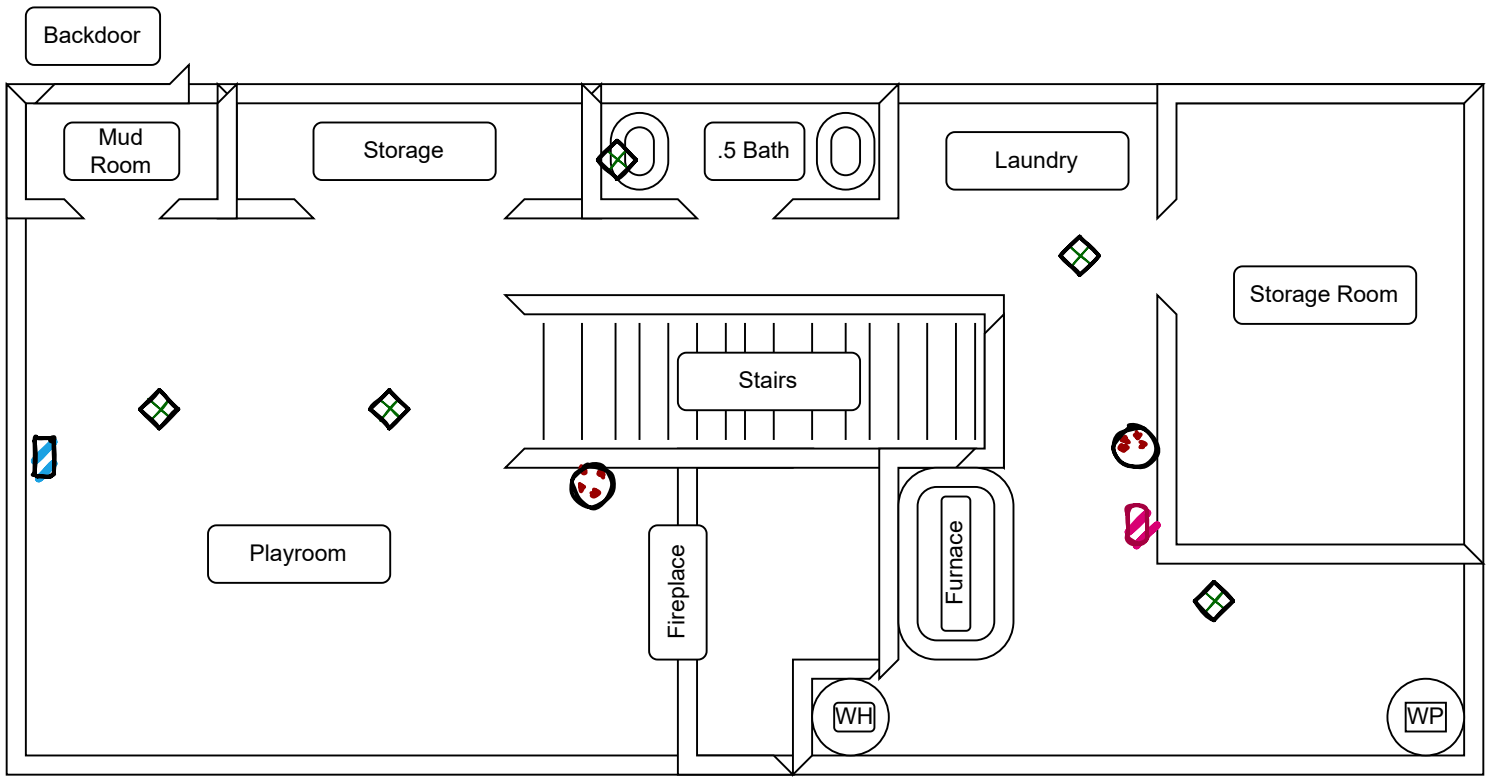 Backdoor
Mud
Room
Storage
.5 Bath
Laundry
Storage Room
Stairs
Playroom
Fireplace
Furnace
WH
WP